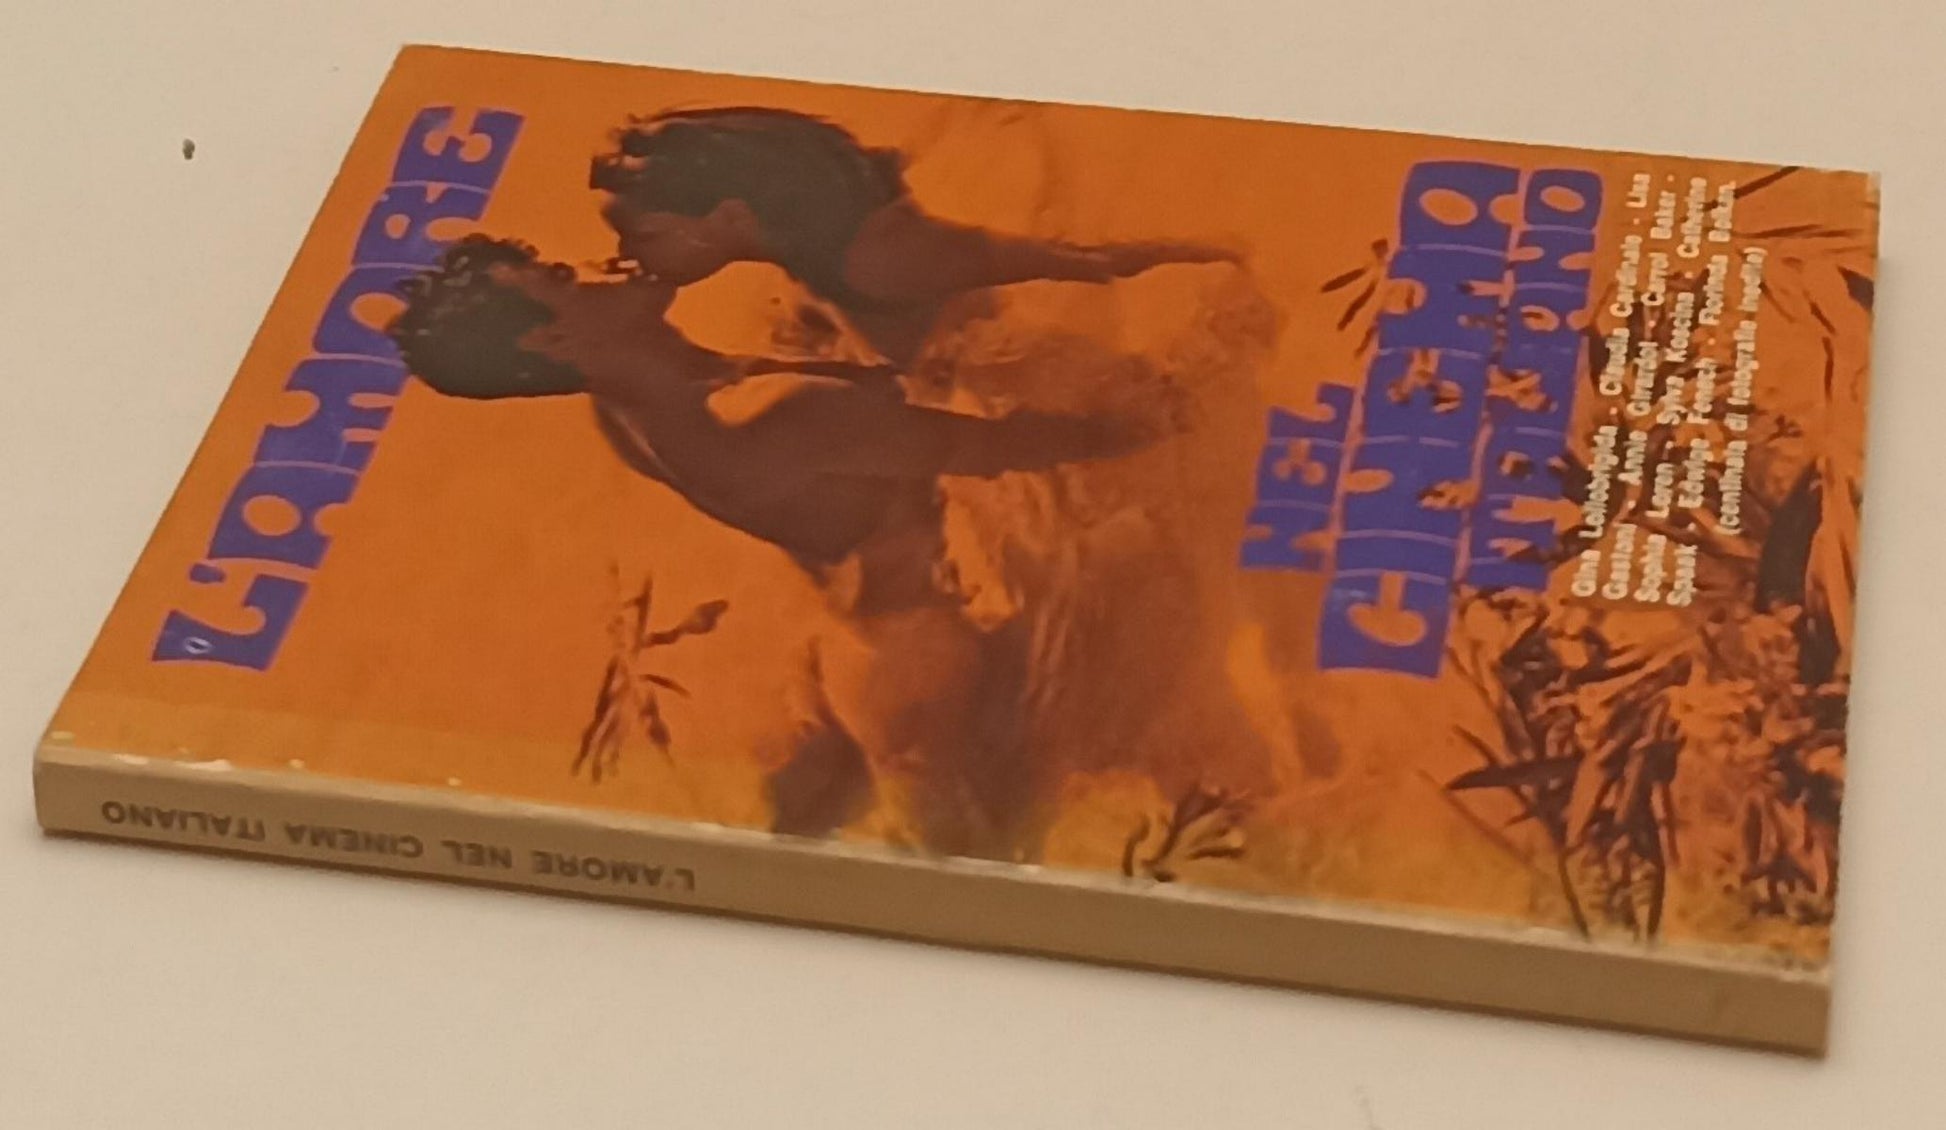 L'AMORE
NEL
CINEMA
ITALIANO
Gina Lollobrigida - Claudia Cardinale - Lisa
Gastoni - Annie Girardot - Carrol Baker -
Sophia Loren - Sylva Koscina - Catherine
Spaak - Edwige Fenech - Florinda Bolkan.
(centinaia di fotografie inedite)
L'AMORE NEL CINEMA ITALIANO